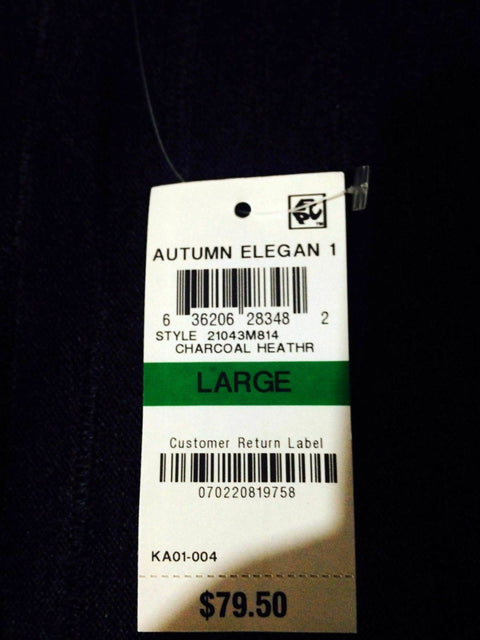 AUTUMN ELEGAN 1
6 36206 28348 2
STYLE 21043M814
CHARCOAL HEATHR
LARGE
Customer Return Label
070220819758
KA01-004
$79.50